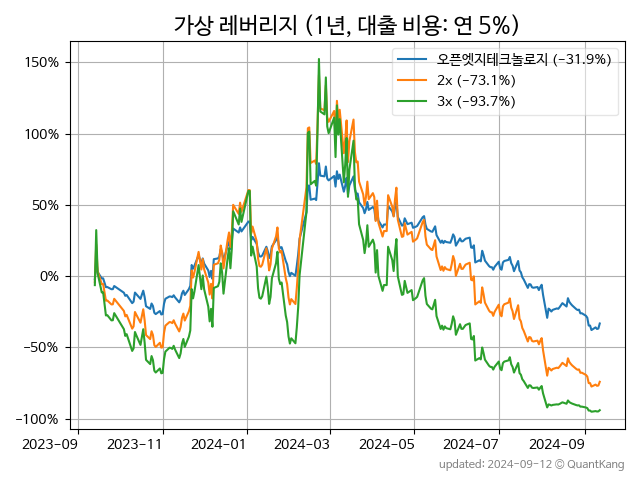 가상 레버리지 (1년, 대출 비용: 연 5%)
오픈엣지테크놀로지 (-31.9%)
2x (-73.1%)
3x (-93.7%)
150%
100%
50%
0%
-50%
-100%
2023-09 2023-11 2024-01 2024-03 2024-05 2024-07 2024-09
updated: 2024-09-12 © QuantKang